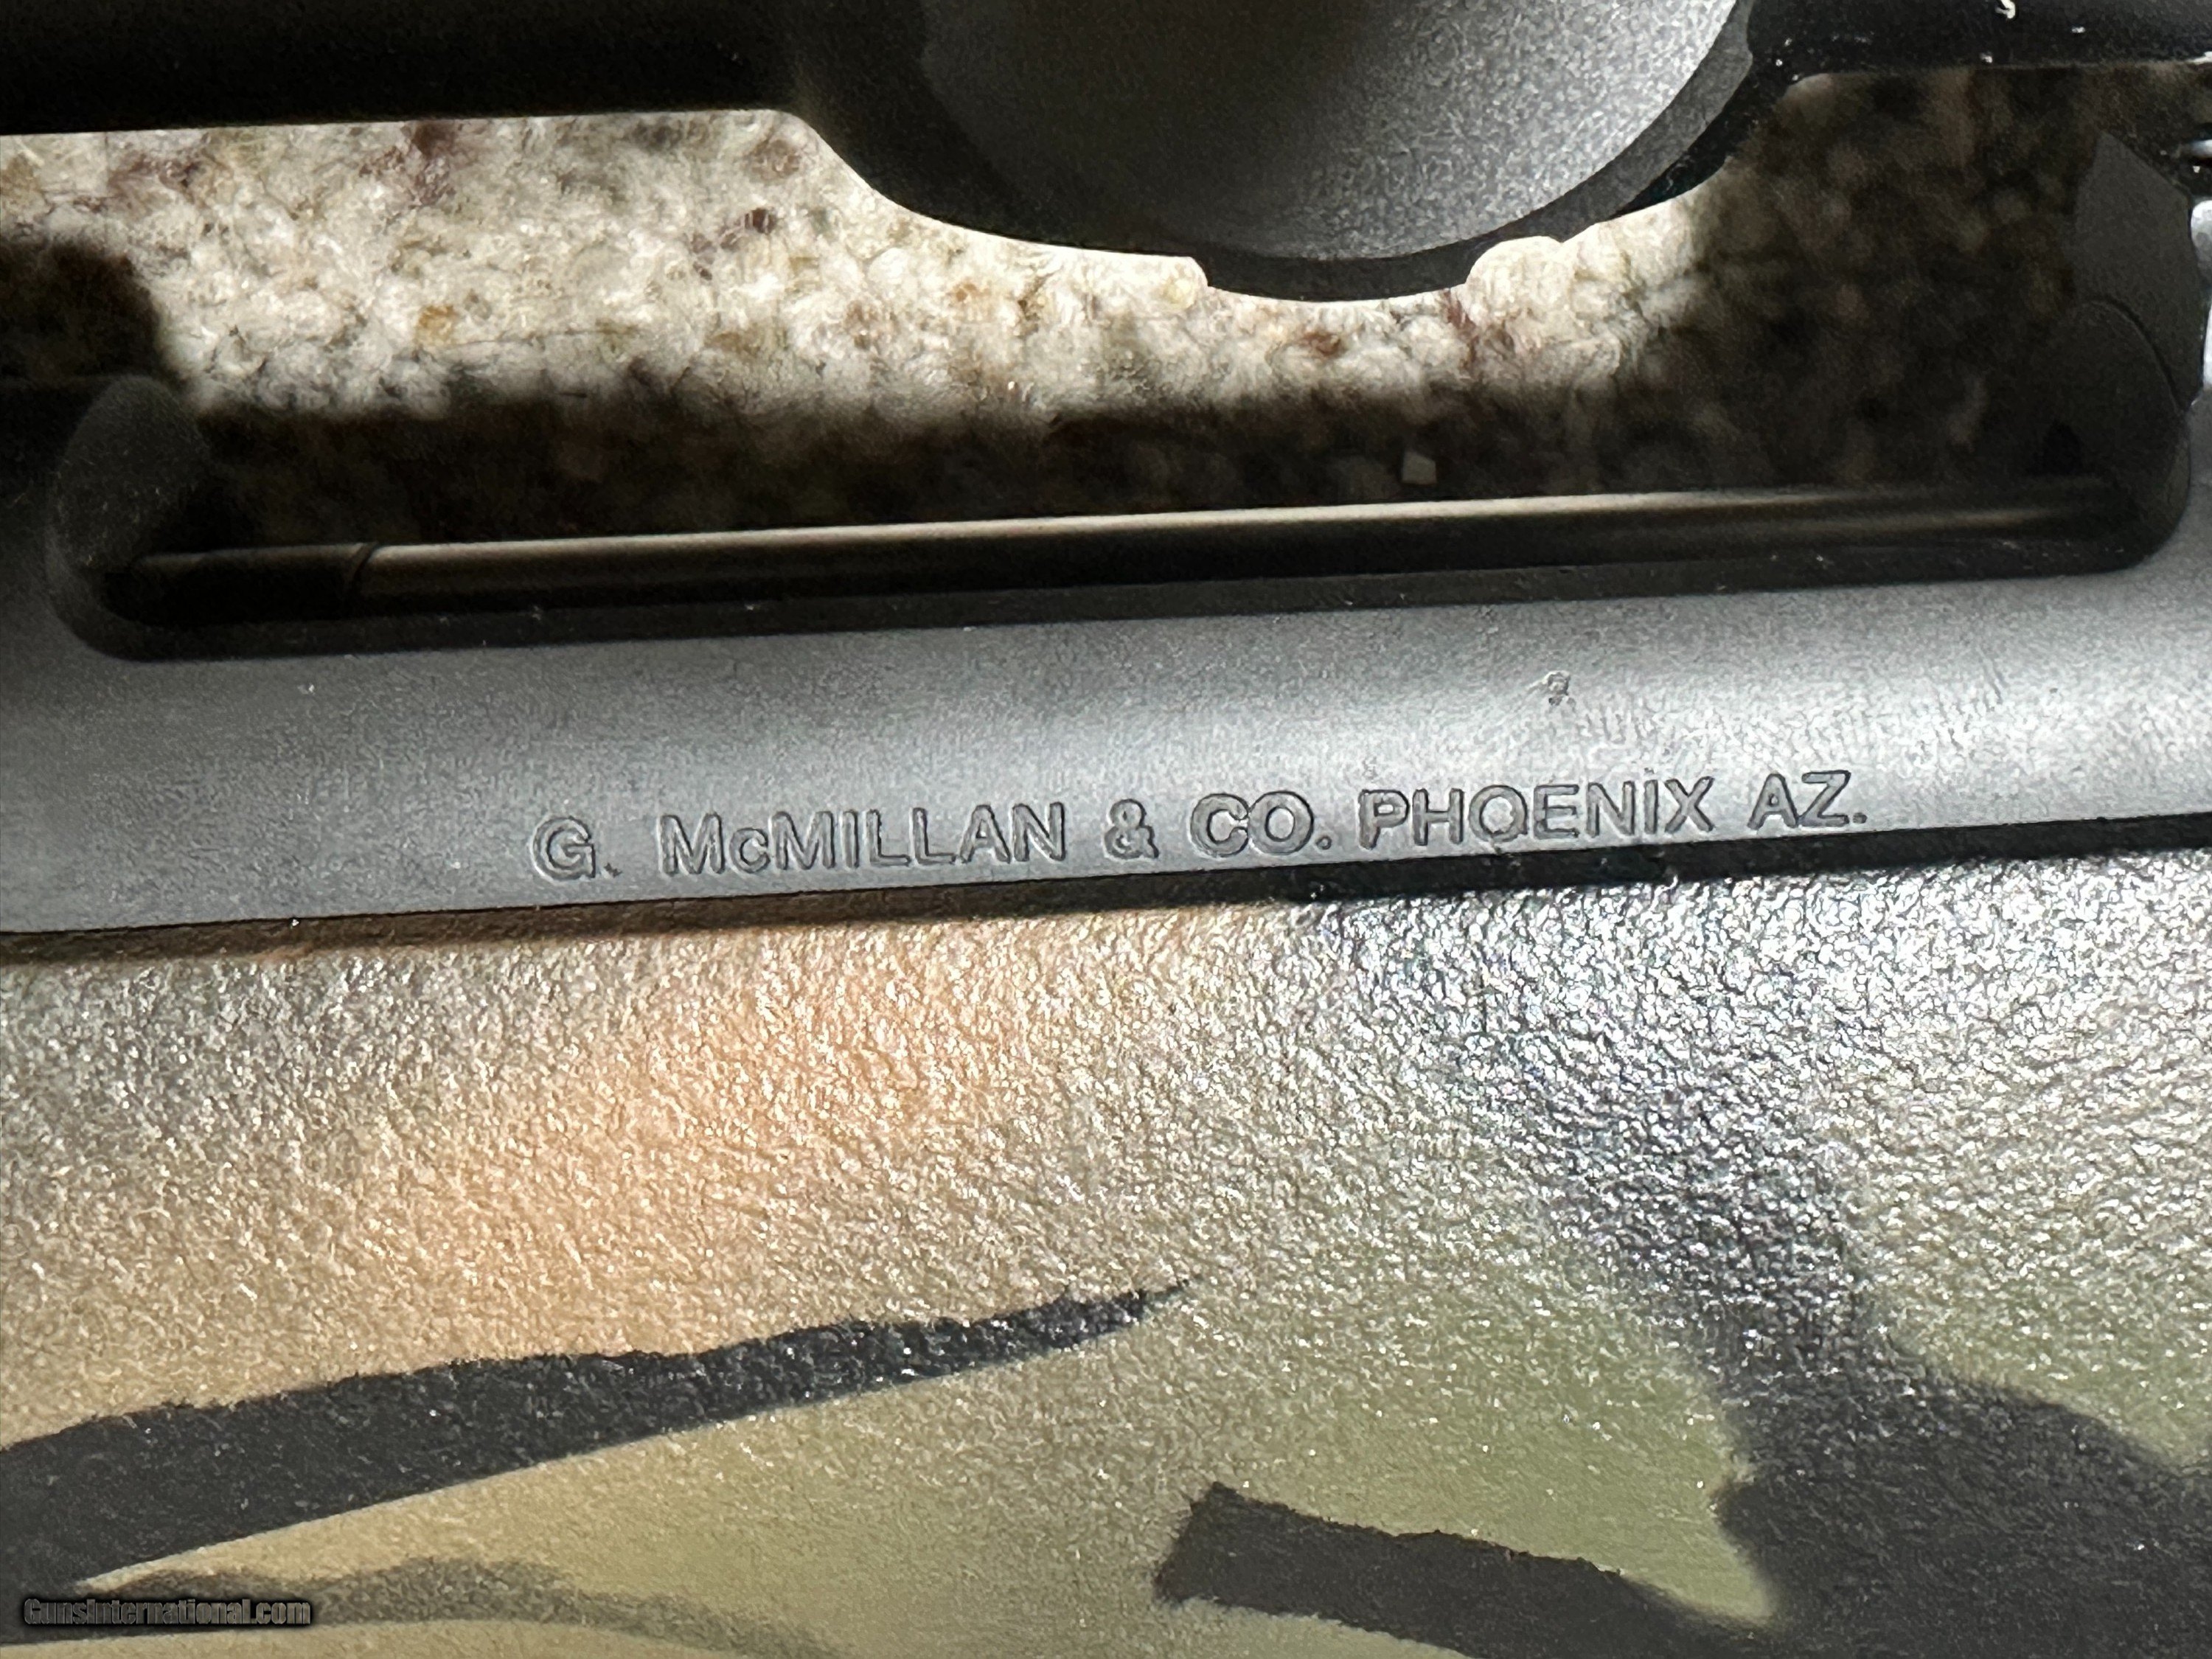 G. McMILLAN & CO. PHOENIX AZ.
GunsInternational.com